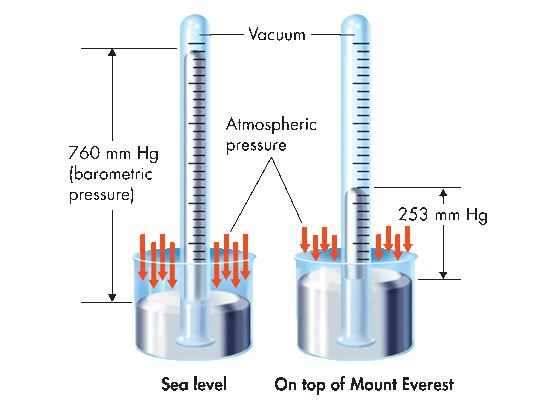 Vacuum
Atmospheric
pressure
760 mm Hg
(barometric
pressure)
253 mm Hg
Sea level
On top of Mount Everest